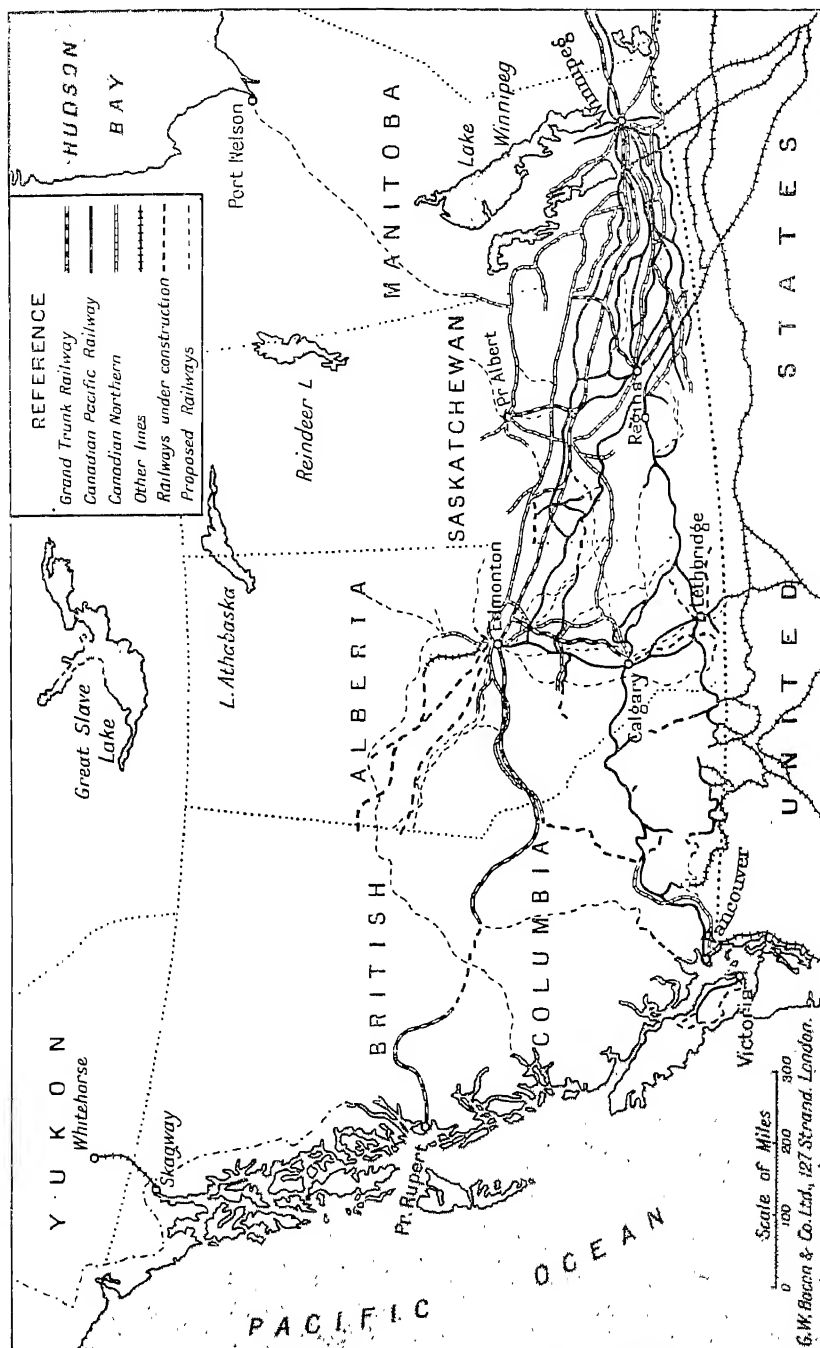 REFERENCE
Grand Trunk Railway
Canadian Pacific Railway
Canadian Northern
Other lines
Railways under construction
Proposed Railways
HUDSON
BAY
Port Nelson
YUKON
Whitehorse
Skagway
Great Slave
Lake
L. Athabaska
Reindeer L
MANITOBA
Lake
Winnipeg
Winnipeg
SASKATCHEWAN
Pr Albert
Regina
ALBERTA
Edmonton
Calgary
Lethbridge
BRITISH
COLUMBIA
Pr. Rupert
Vancouver
Victoria
UNITED STATES
PACIFIC OCEAN
Scale of Miles
0 100 200 300
G.W. Bacon & Co. Ltd., 127 Strand. London.